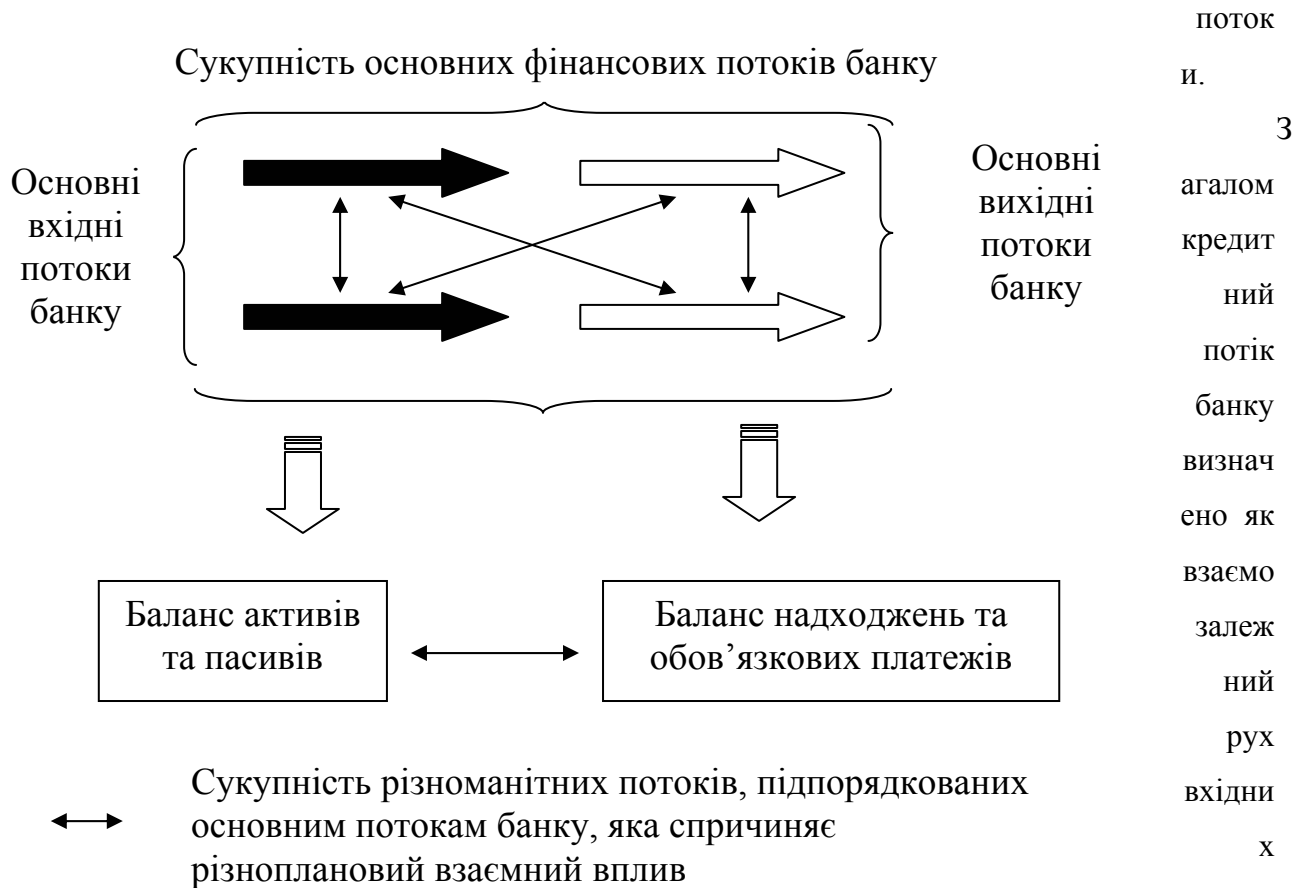 Сукупність основних фінансових потоків банку
Основні
вхідні
потоки
банку
Основні
вихідні
потоки
банку
Баланс активів
та пасивів
Баланс надходжень та
обов’язкових платежів
Сукупність різноманітних потоків, підпорядкованих
основним потокам банку, яка спричиняє
різноплановий взаємний вплив
поток
и.
З
агалом
кредит
ний
потік
банку
визнач
ено як
взаємо
залеж
ний
рух
вхідни
х